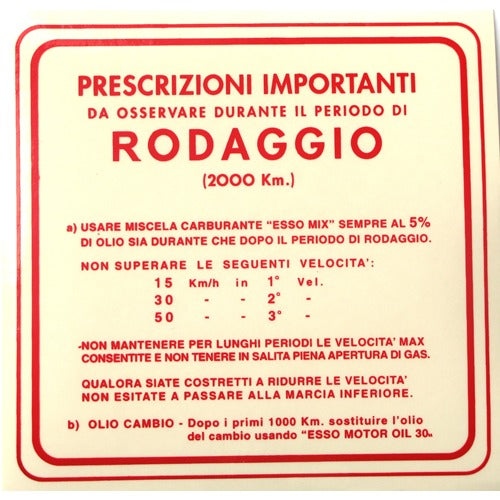 PRESCRIZIONI IMPORTANTI
DA OSSERVARE DURANTE IL PERIODO DI
RODAGGIO
(2000 Km.)
a) USARE MISCELA CARBURANTE "ESSO MIX" SEMPRE AL 5%
DI OLIO SIA DURANTE CHE DOPO IL PERIODO DI RODAGGIO.
NON SUPERARE LE SEGUENTI VELOCITA':
15 Km/h in 1° Vel.
30 - - 2° -
50 - - 3° -
-NON MANTENERE PER LUNGHI PERIODI LE VELOCITA' MAX
CONSENTITE E NON TENERE IN SALITA PIENA APERTURA DI GAS.
QUALORA SIATE COSTRETTI A RIDURRE LE VELOCITA'
NON ESITATE A PASSARE ALLA MARCIA INFERIORE.
b) OLIO CAMBIO - Dopo i primi 1000 Km. sostituire l'olio
del cambio usando "ESSO MOTOR OIL 30"